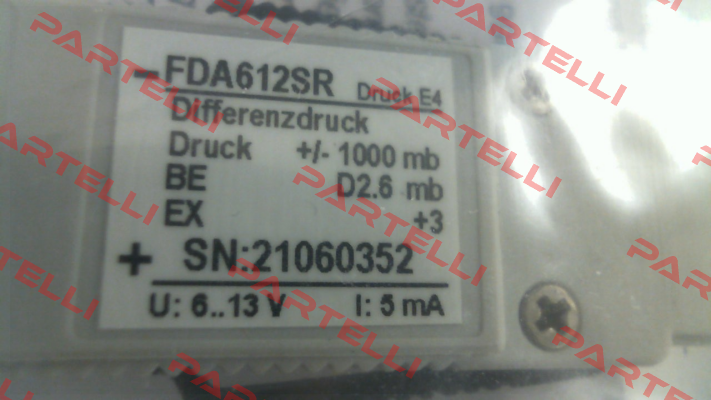 – FDA612SR Druck E4
Differenzdruck
Druck +/- 1000 mb
BE D2.6 mb
EX +3
+ SN:21060352
U: 6..13 V I: 5 mA
PARTELLI
PARTELLI
PARTELLI
PARTELLI
PARTELLI
PARTELLI
PARTELLI
PARTELLI
PARTELLI